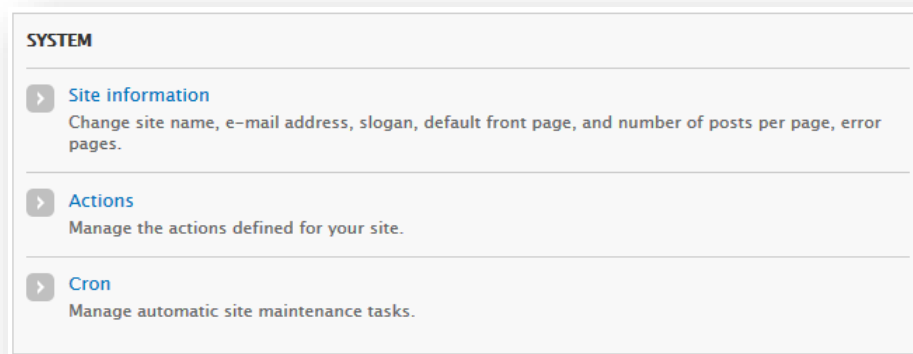 SYSTEM
Site information
Change site name, e-mail address, slogan, default front page, and number of posts per page, error
pages.
Actions
Manage the actions defined for your site.
Cron
Manage automatic site maintenance tasks.